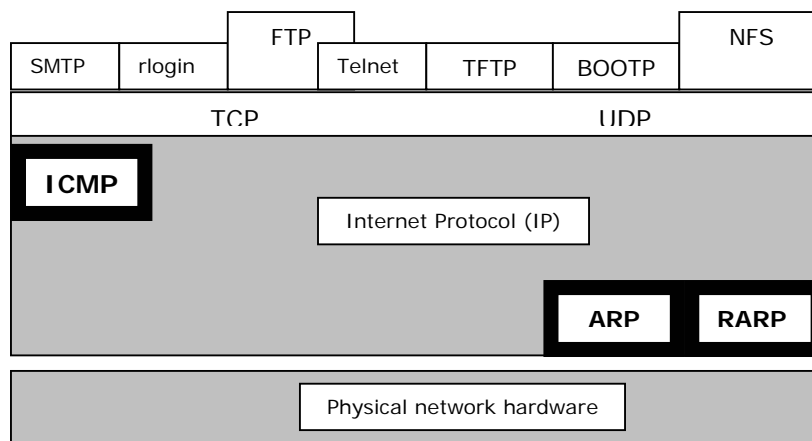 FTP NFS
SMTP rlogin Telnet TFTP BOOTP
TCP UDP
ICMP
Internet Protocol (IP)
ARP RARP
Physical network hardware